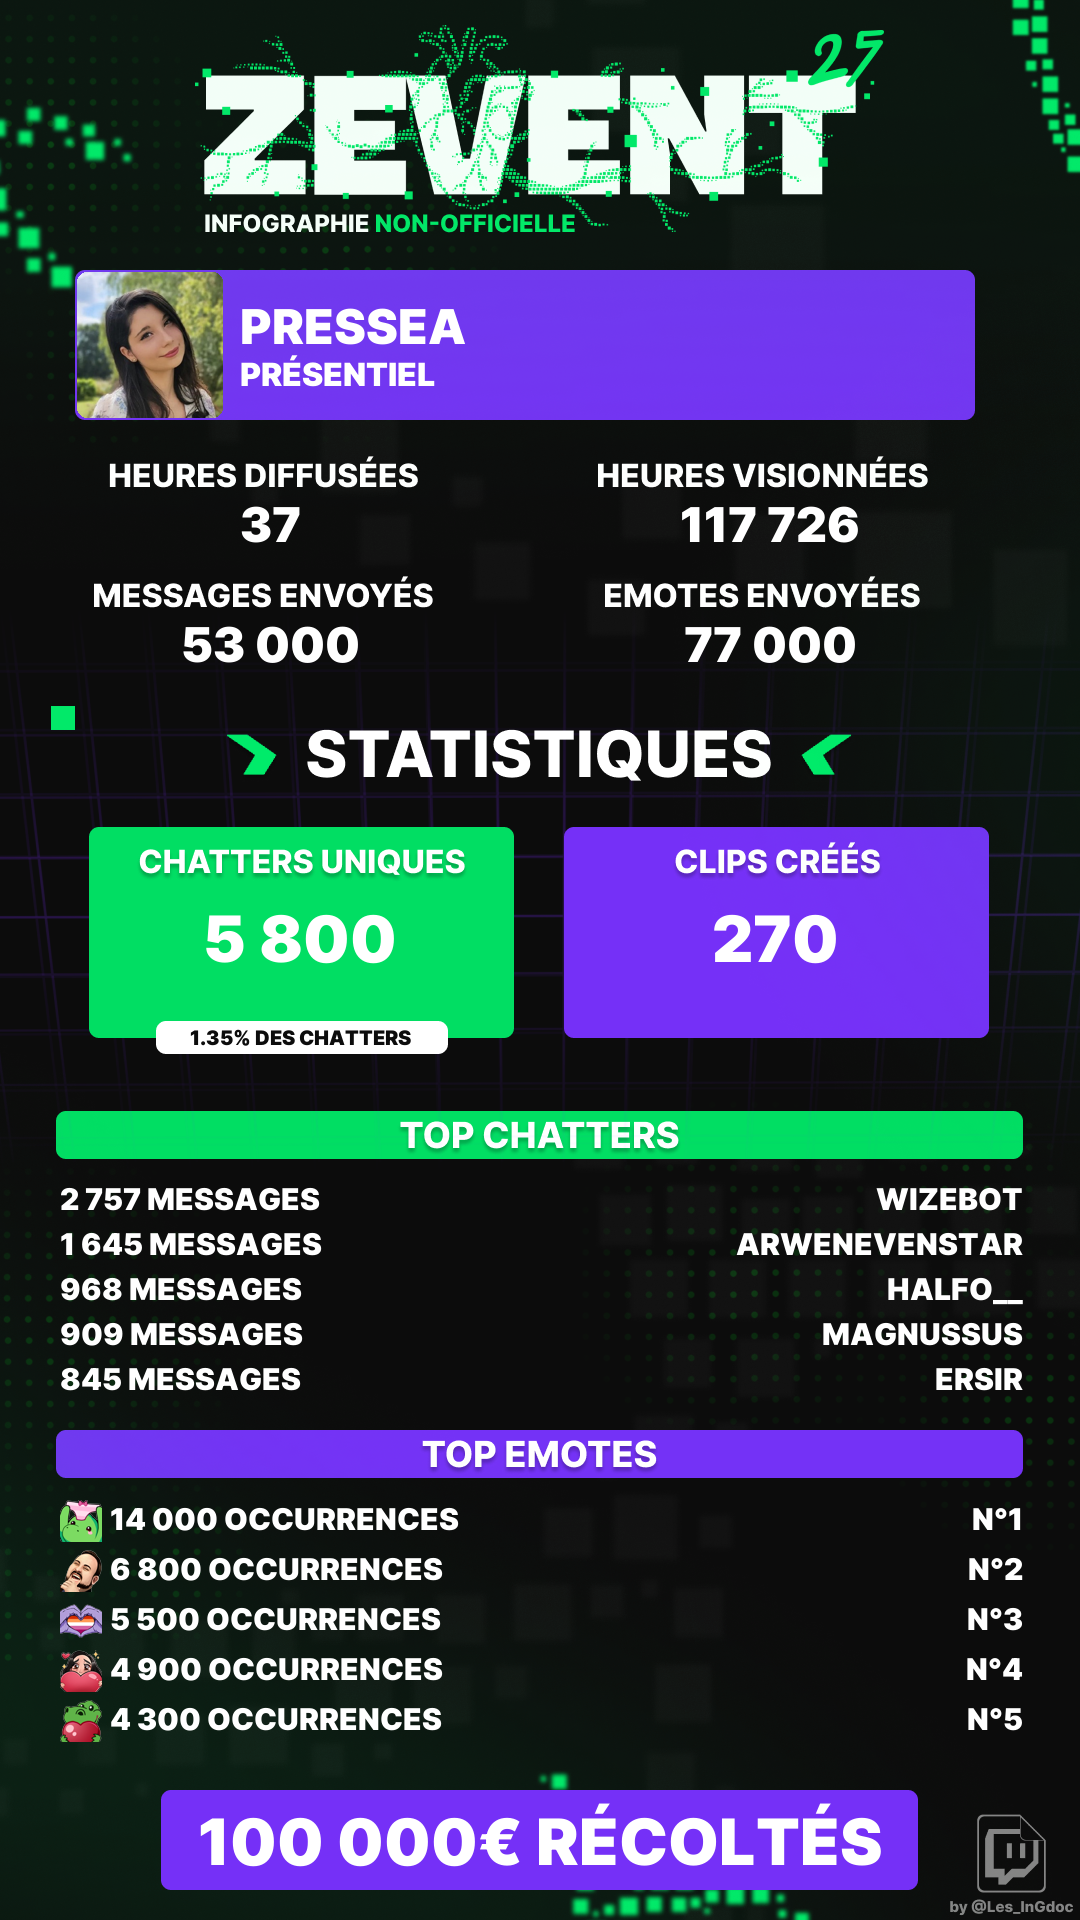 ZEVENT 25
INFOGRAPHIE NON-OFFICIELLE
PRESSEA
PRÉSENTIEL
HEURES DIFFUSÉES
37
HEURES VISIONNÉES
117 726
MESSAGES ENVOYÉS
53 000
EMOTES ENVOYÉES
77 000
STATISTIQUES
CHATTERS UNIQUES
5 800
1.35% DES CHATTERS
CLIPS CRÉÉS
270
TOP CHATTERS
2 757 MESSAGES WIZEBOT
1 645 MESSAGES ARWENEVENSTAR
968 MESSAGES HALFO__
909 MESSAGES MAGNUSSUS
845 MESSAGES ERSIR
TOP EMOTES
14 000 OCCURRENCES N°1
6 800 OCCURRENCES N°2
5 500 OCCURRENCES N°3
4 900 OCCURRENCES N°4
4 300 OCCURRENCES N°5
100 000€ RÉCOLTÉS
by @Les_InGdoc